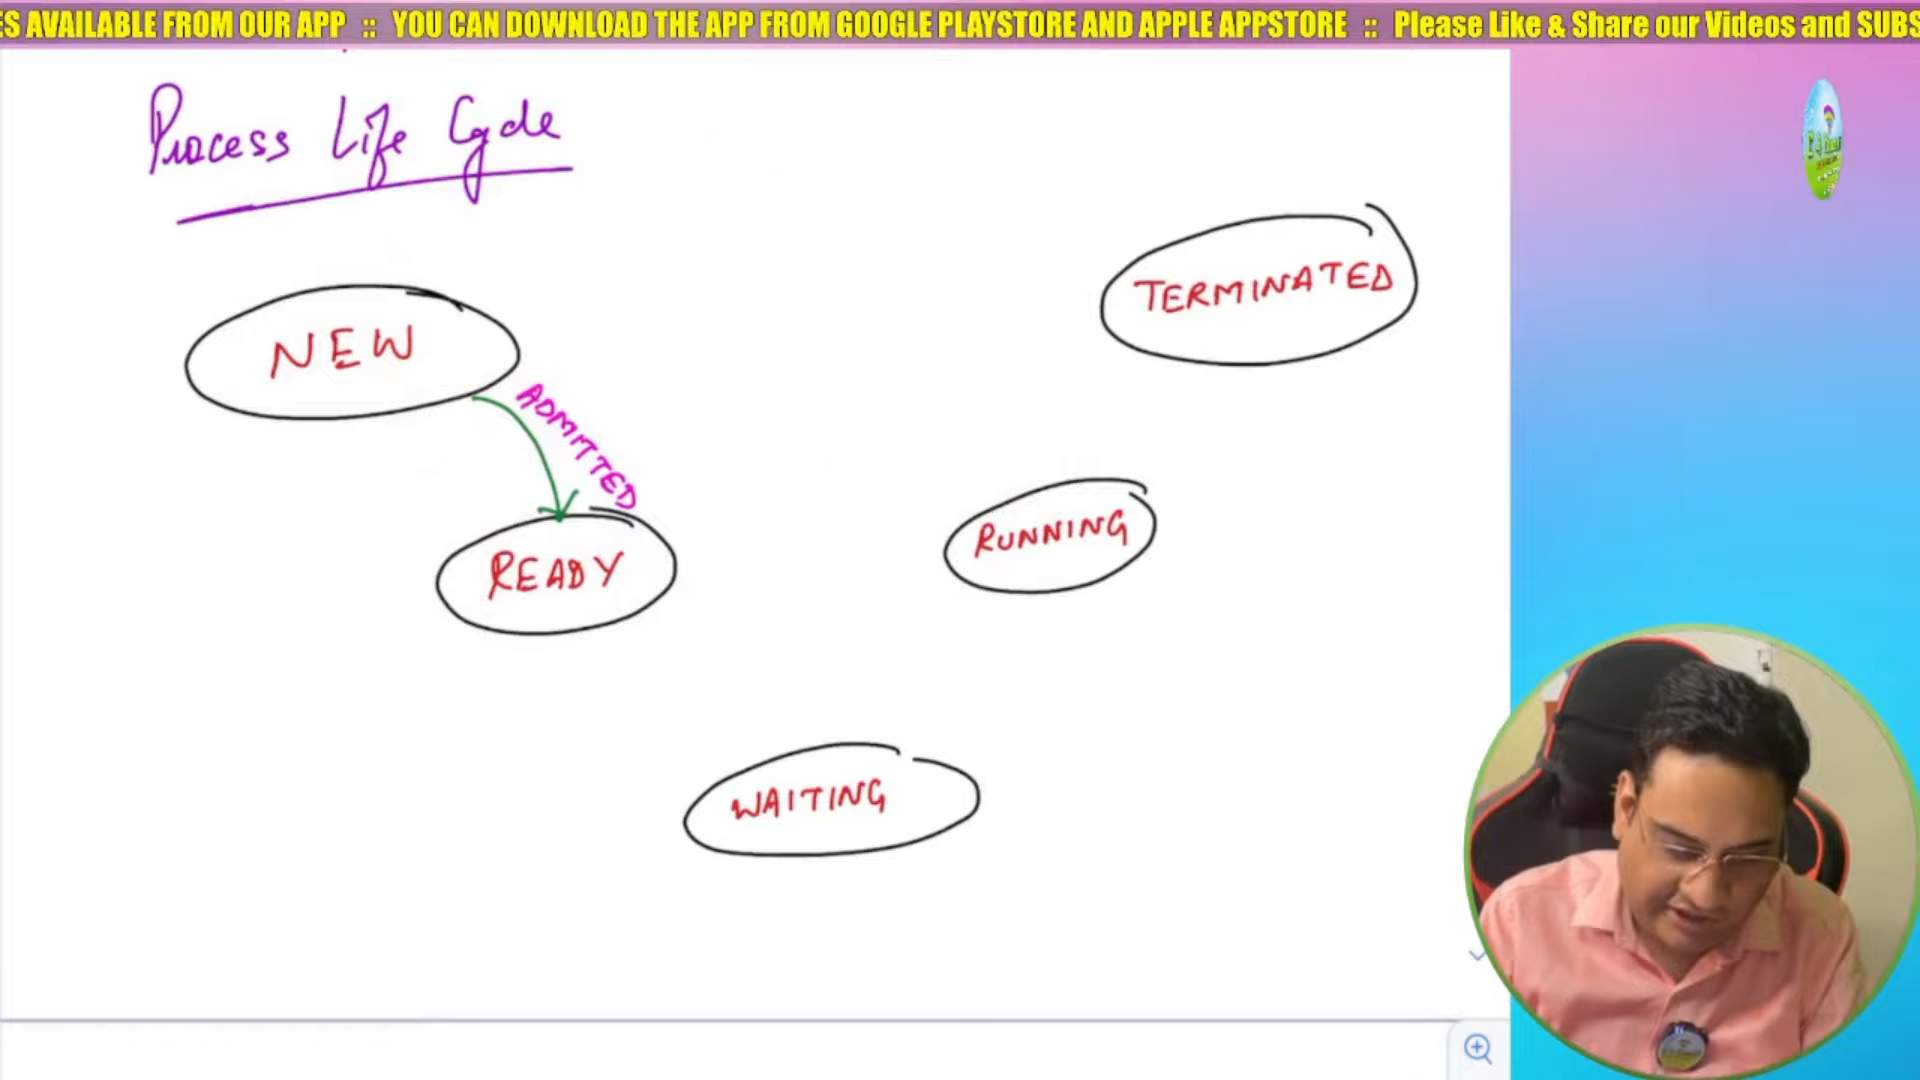 ES AVAILABLE FROM OUR APP :: YOU CAN DOWNLOAD THE APP FROM GOOGLE PLAYSTORE AND APPLE APPSTORE :: Please Like & Share our Videos and SUBS
Process Life Cycle
TERMINATED
NEW
ADMITTED
RUNNING
READY
WAITING